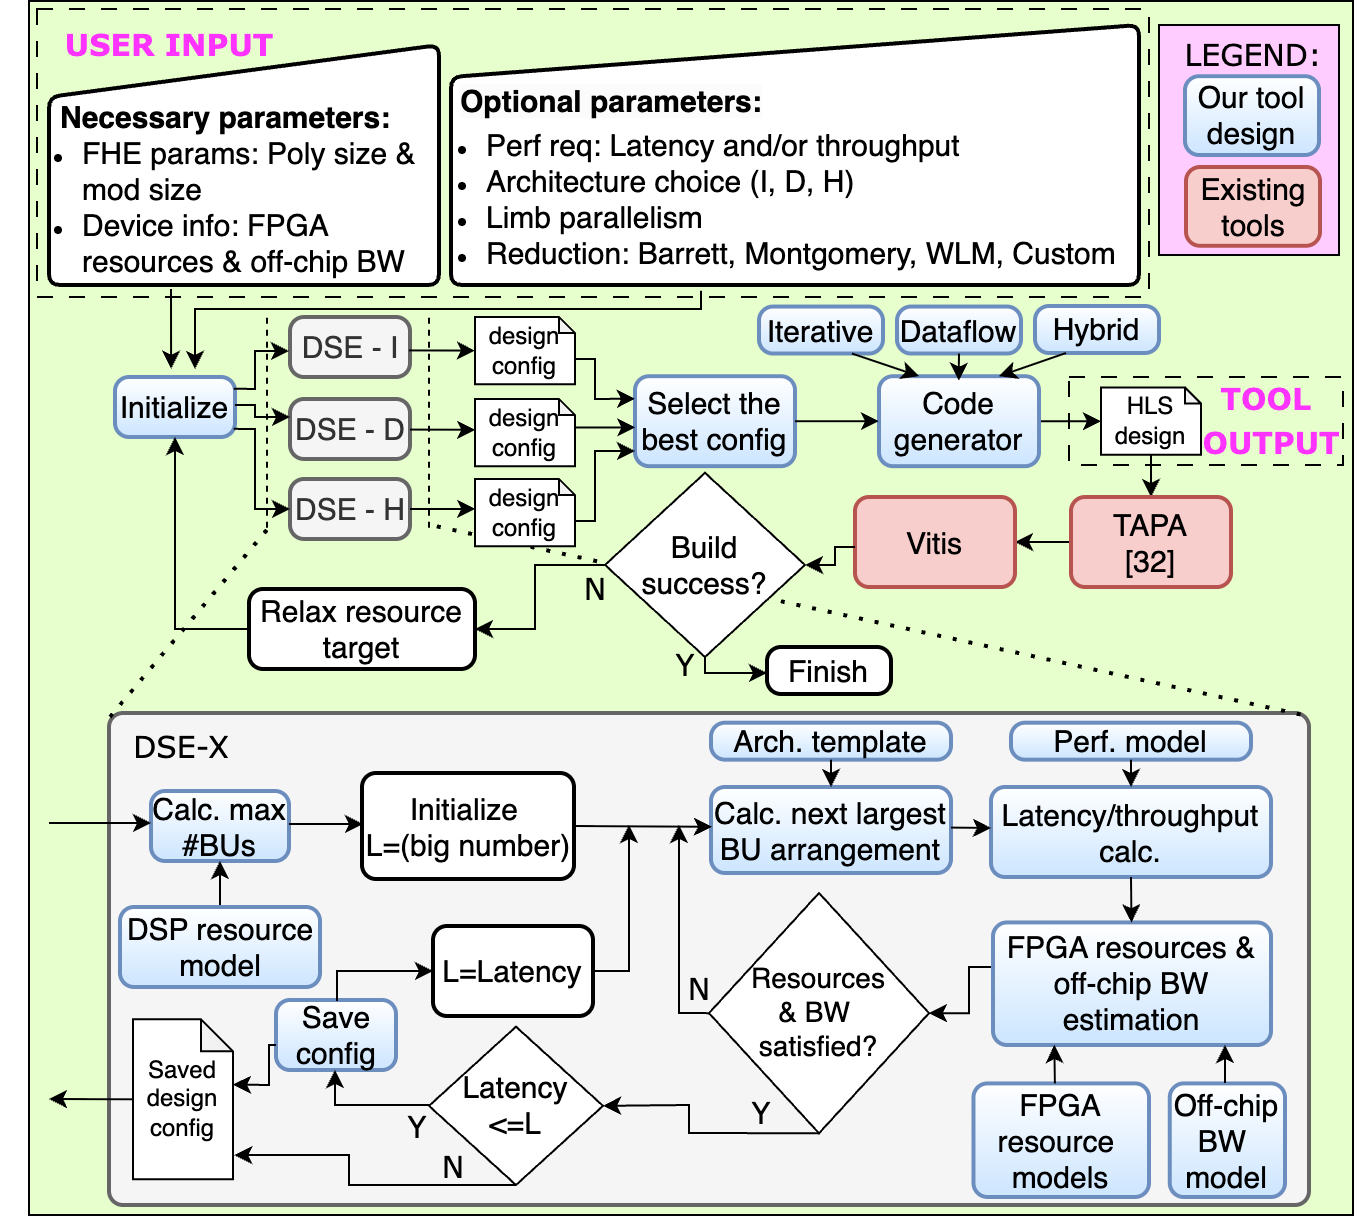 USER INPUT
Necessary parameters:
• FHE params: Poly size &
mod size
• Device info: FPGA
resources & off-chip BW
Optional parameters:
• Perf req: Latency and/or throughput
• Architecture choice (I, D, H)
• Limb parallelism
• Reduction: Barrett, Montgomery, WLM, Custom
LEGEND:
Our tool
design
Existing
tools
Initialize
DSE - I
DSE - D
DSE - H
design
config
design
config
design
config
Select the
best config
Iterative
Dataflow
Hybrid
Code
generator
HLS
design
TOOL
OUTPUT
TAPA
[32]
Vitis
Build
success?
N
Y
Relax resource
target
Finish
DSE-X
Calc. max
#BUs
DSP resource
model
Initialize
L=(big number)
Arch. template
Calc. next largest
BU arrangement
Perf. model
Latency/throughput
calc.
FPGA resources &
off-chip BW
estimation
FPGA
resource
models
Off-chip
BW
model
Resources
& BW
satisfied?
N
Y
L=Latency
Save
config
Latency
<=L
Y
N
Saved
design
config